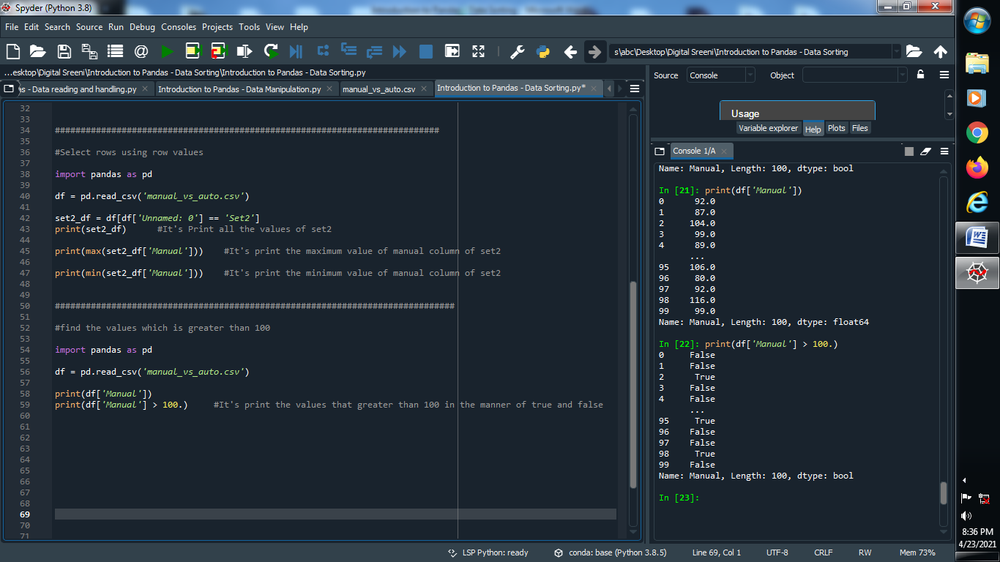 Spyder (Python 3.8)
File Edit Search Source Run Debug Consoles Projects Tools View Help
s\abc\Desktop\Digital Sreeni\Introduction to Pandas - Data Sorting
...esktop\Digital Sreeni\Introduction to Pandas - Data Sorting\Introduction to Pandas - Data Sorting.py
- Data reading and handling.py Introduction to Pandas - Data Manipulation.py manual_vs_auto.csv Introduction to Pandas - Data Sorting.py*
32
33
34 ###########################################################################
35
36 #Select rows using row values
37
38 import pandas as pd
39
40 df = pd.read_csv('manual_vs_auto.csv')
41
42 set2_df = df[df['Unnamed: 0'] == 'Set2']
43 print(set2_df) #It's Print all the values of set2
44
45 print(max(set2_df['Manual'])) #It's print the maximum value of manual column of set2
46
47 print(min(set2_df['Manual'])) #It's print the minimum value of manual column of set2
48
49
50 ##############################################################################
51
52 #find the values which is greater than 100
53
54 import pandas as pd
55
56 df = pd.read_csv('manual_vs_auto.csv')
57
58 print(df['Manual'])
59 print(df['Manual'] > 100.) #It's print the values that greater than 100 in the manner of true and false
60
61
62
63
64
65
66
67
68
69
70
71
Source Console Object
Usage
Variable explorer Help Plots Files
Console 1/A
Name: Manual, Length: 100, dtype: bool
In [21]: print(df['Manual'])
0 92.0
1 87.0
2 104.0
3 99.0
4 89.0
...
95 106.0
96 80.0
97 92.0
98 116.0
99 99.0
Name: Manual, Length: 100, dtype: float64
In [22]: print(df['Manual'] > 100.)
0 False
1 False
2 True
3 False
4 False
...
95 True
96 False
97 False
98 True
99 False
Name: Manual, Length: 100, dtype: bool
In [23]:
LSP Python: ready conda: base (Python 3.8.5) Line 69, Col 1 UTF-8 CRLF RW Mem 73%
8:36 PM
4/23/2021